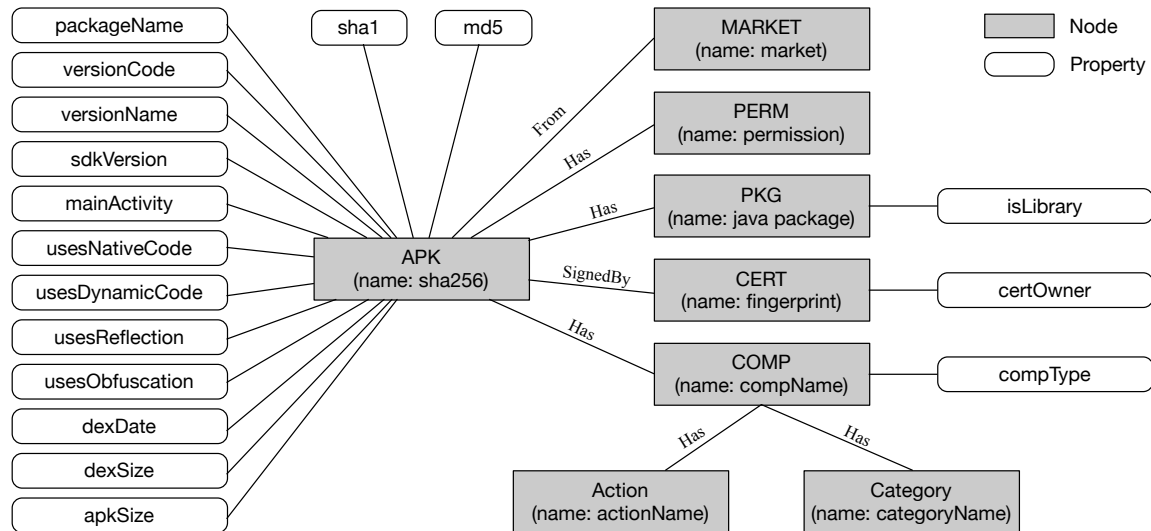 packageName
versionCode
versionName
sdkVersion
mainActivity
usesNativeCode
usesDynamicCode
usesReflection
usesObfuscation
dexDate
dexSize
apkSize
sha1
md5
APK
(name: sha256)
From
Has
Has
SignedBy
Has
MARKET
(name: market)
PERM
(name: permission)
PKG
(name: java package)
isLibrary
CERT
(name: fingerprint)
certOwner
COMP
(name: compName)
compType
Has
Has
Action
(name: actionName)
Category
(name: categoryName)
Node
Property